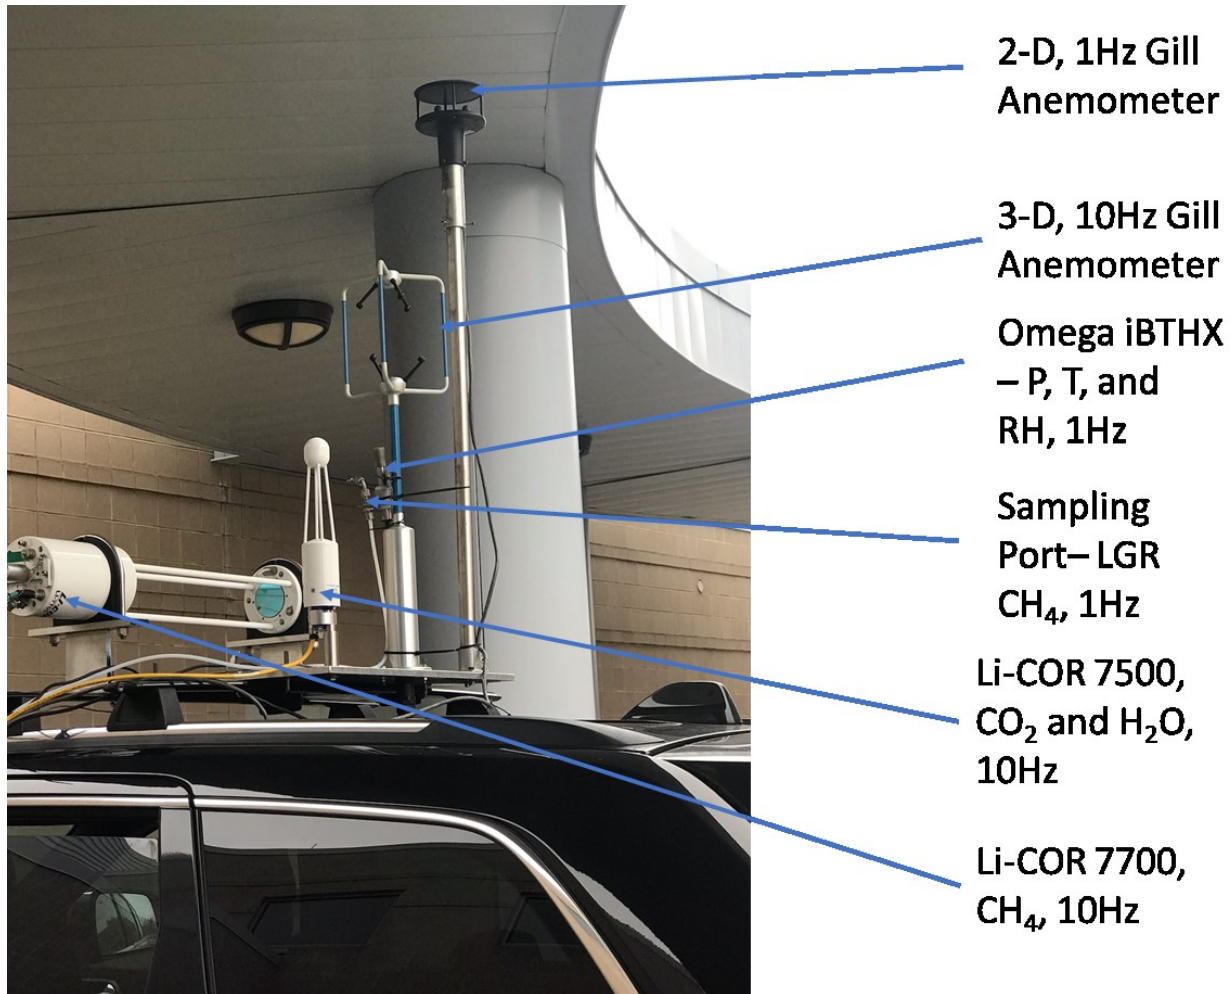 2-D, 1Hz Gill
Anemometer
3-D, 10Hz Gill
Anemometer
Omega iBTHX
– P, T, and
RH, 1Hz
Sampling
Port– LGR
CH₄, 1Hz
Li-COR 7500,
CO₂ and H₂O,
10Hz
Li-COR 7700,
CH₄, 10Hz